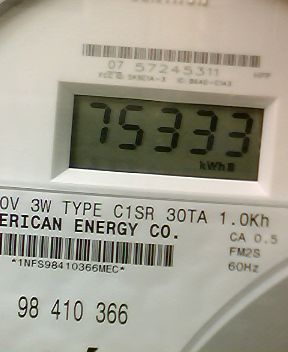 07 57245311
75333
kWh
0V 3W TYPE C1SR 30TA 1.0Kh
ERICAN ENERGY CO.
CA 0.5
FM2S
60Hz
*1NFS98410366MEC*
98 410 366